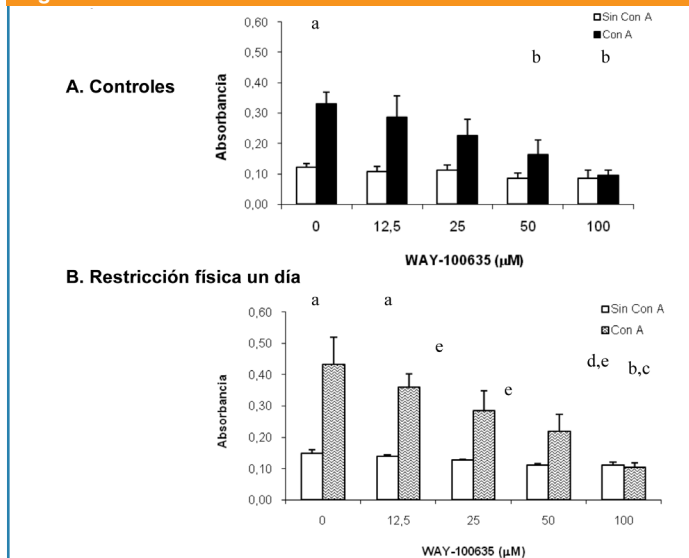 A. Controles
Absorbancia
0,60
0,50
0,40
0,30
0,20
0,10
0,00
a
b
b
Sin Con A
Con A
0 12,5 25 50 100
WAY-100635 (µM)
B. Restricción física un día
Absorbancia
0,60
0,50
0,40
0,30
0,20
0,10
0,00
a
a
e
e
d,e
b,c
Sin Con A
Con A
0 12,5 25 50 100
WAY-100635 (µM)